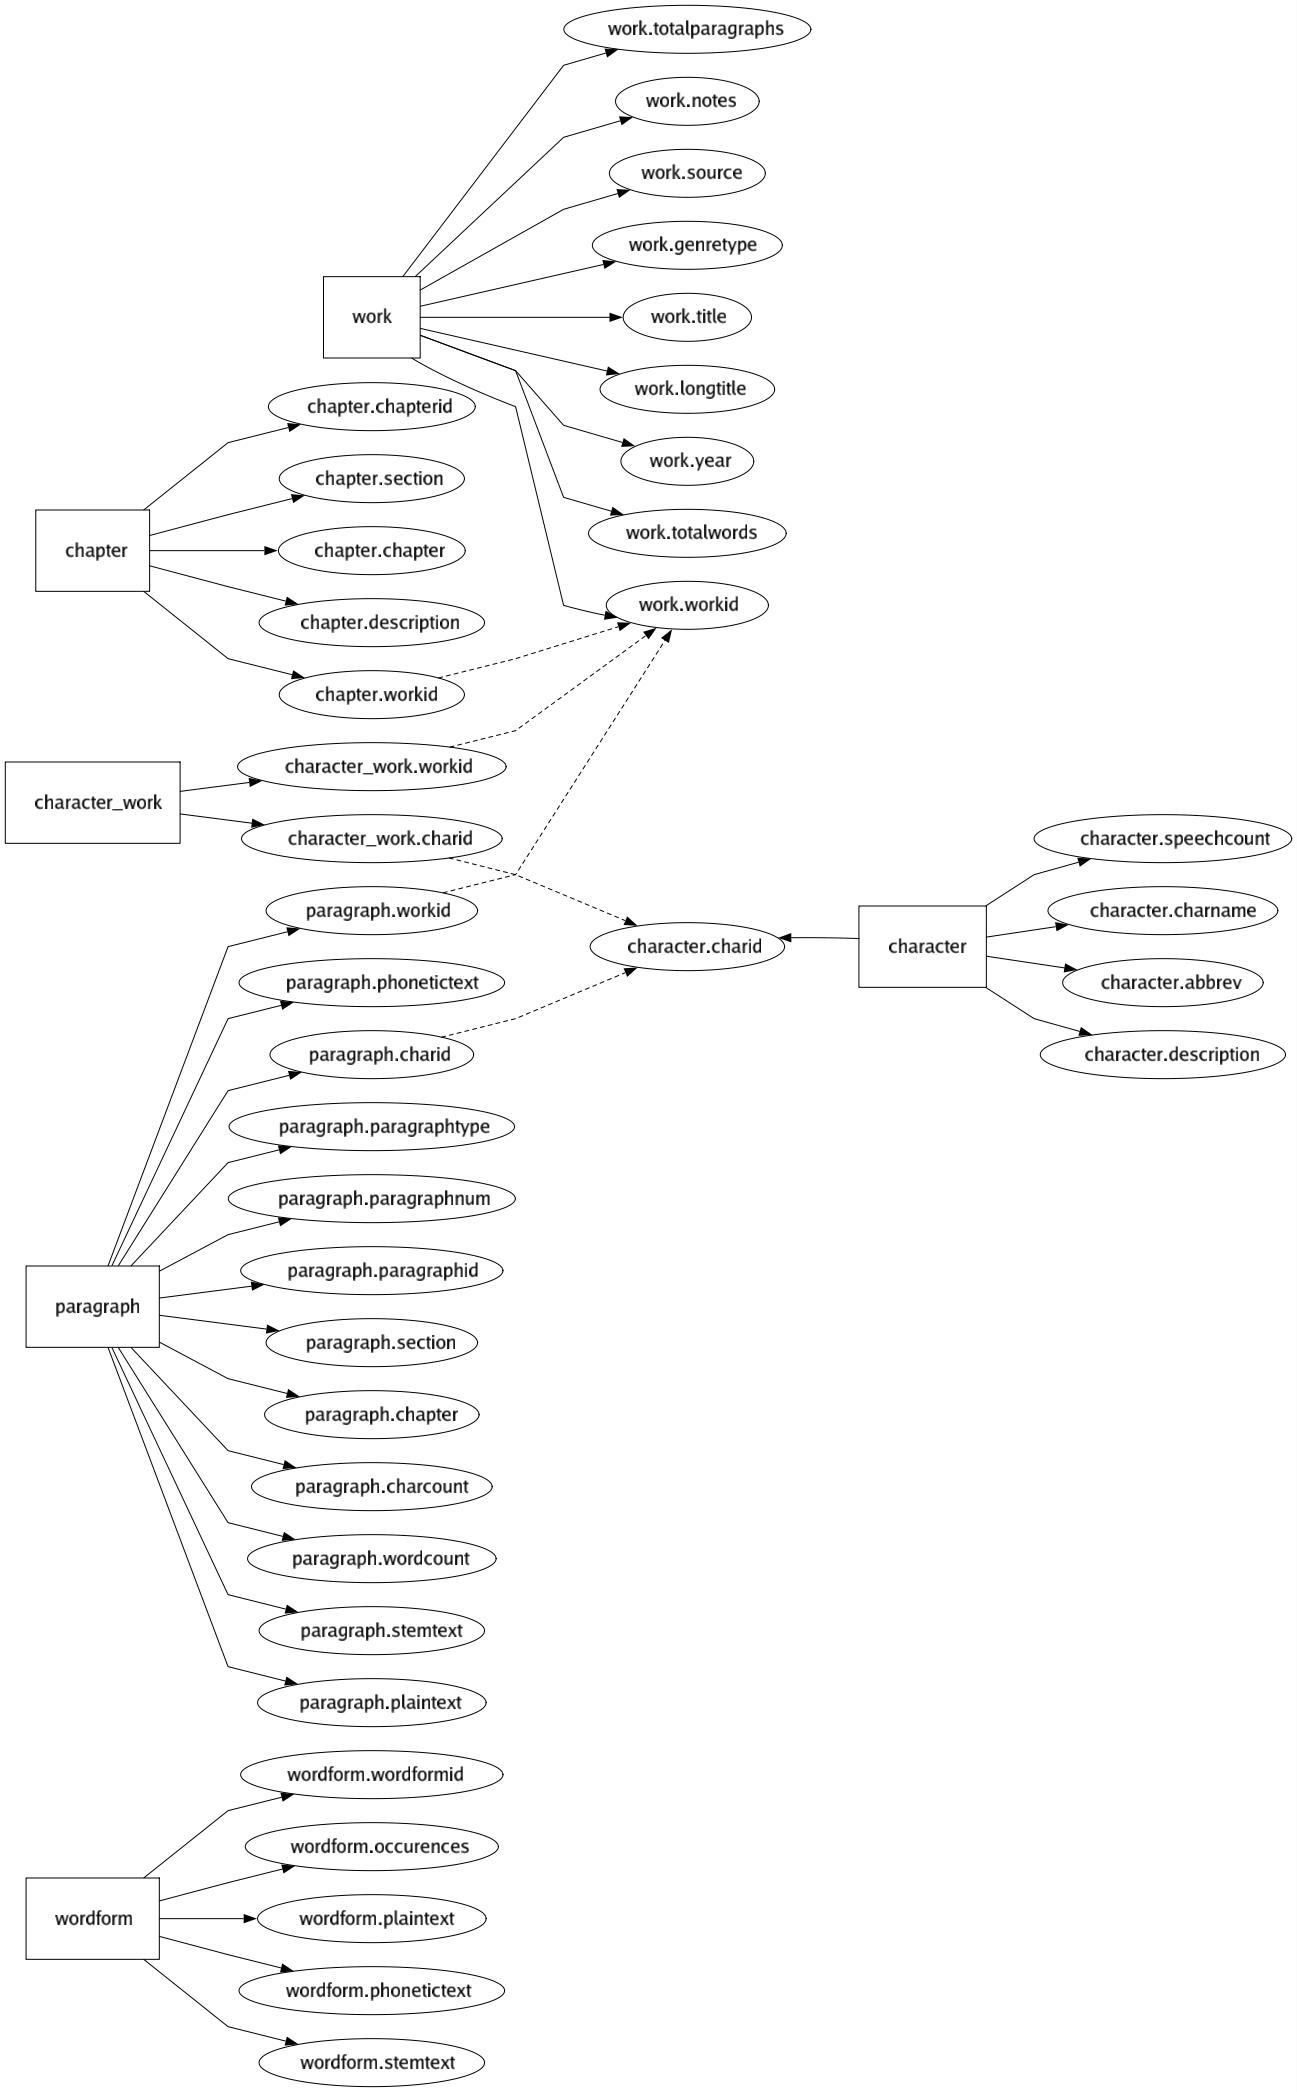 work.totalparagraphs
work.notes
work.source
work.genretype
work
work.title
work.longtitle
chapter.chapterid
work.year
chapter.section
work.totalwords
chapter
chapter.chapter
work.workid
chapter.description
chapter.workid
character_work.workid
character_work
character_work.charid
character.speechcount
paragraph.workid
character.charname
character.charid
character
paragraph.phonetictext
character.abbrev
paragraph.charid
character.description
paragraph.paragraphtype
paragraph.paragraphnum
paragraph.paragraphid
paragraph
paragraph.section
paragraph.chapter
paragraph.charcount
paragraph.wordcount
paragraph.stemtext
paragraph.plaintext
wordform.wordformid
wordform.occurences
wordform
wordform.plaintext
wordform.phonetictext
wordform.stemtext